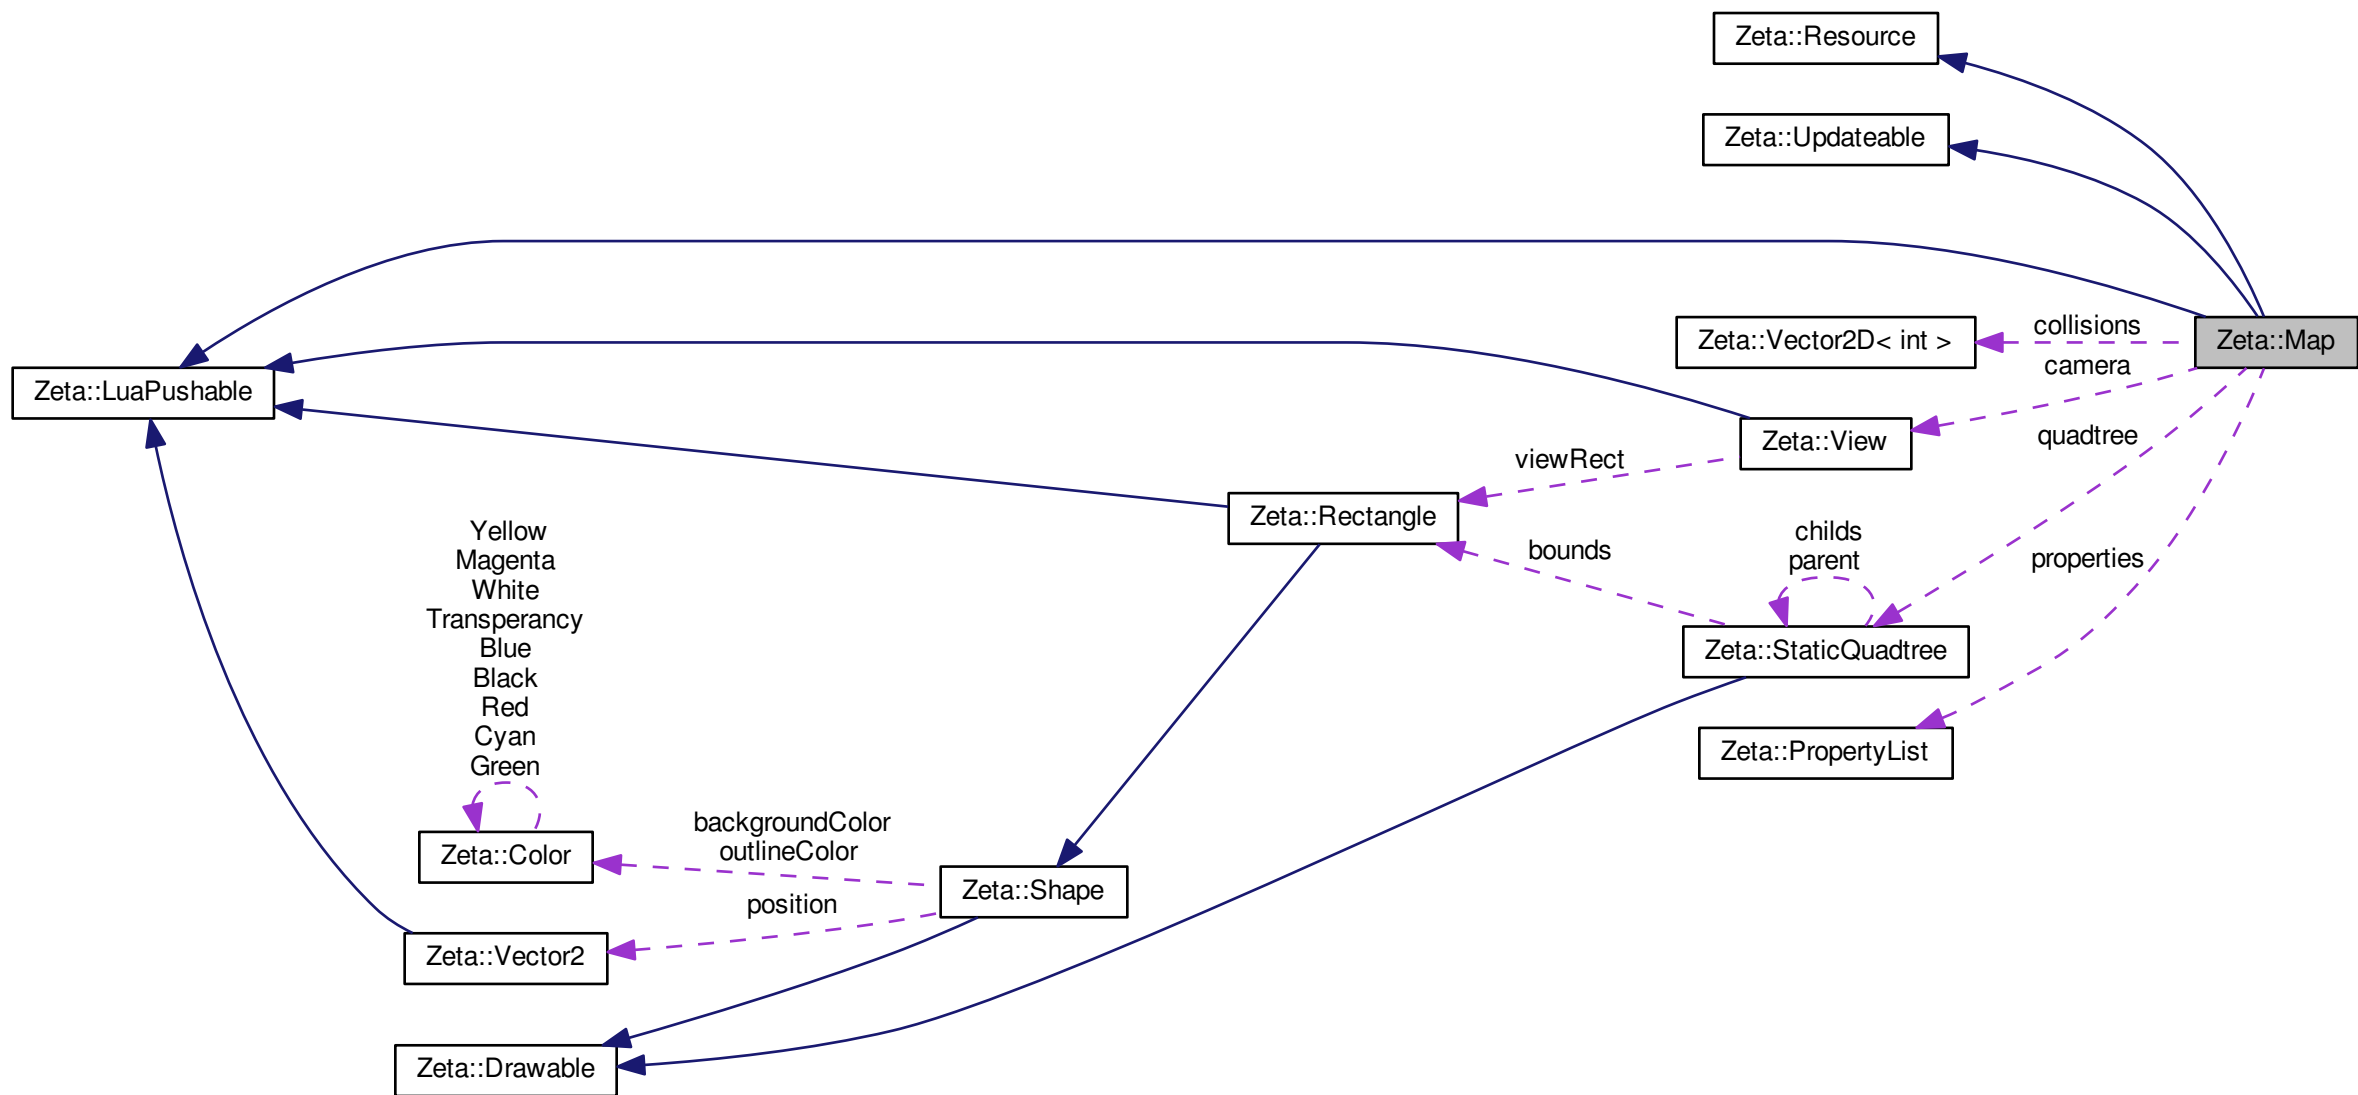 Zeta::Resource
Zeta::Updateable
Zeta::Vector2D< int >
collisions
Zeta::Map
camera
Zeta::LuaPushable
Zeta::View
quadtree
viewRect
Zeta::Rectangle
bounds
childs
parent
properties
Zeta::StaticQuadtree
Zeta::PropertyList
Yellow
Magenta
White
Transperancy
Blue
Black
Red
Cyan
Green
Zeta::Color
backgroundColor
outlineColor
Zeta::Shape
position
Zeta::Vector2
Zeta::Drawable